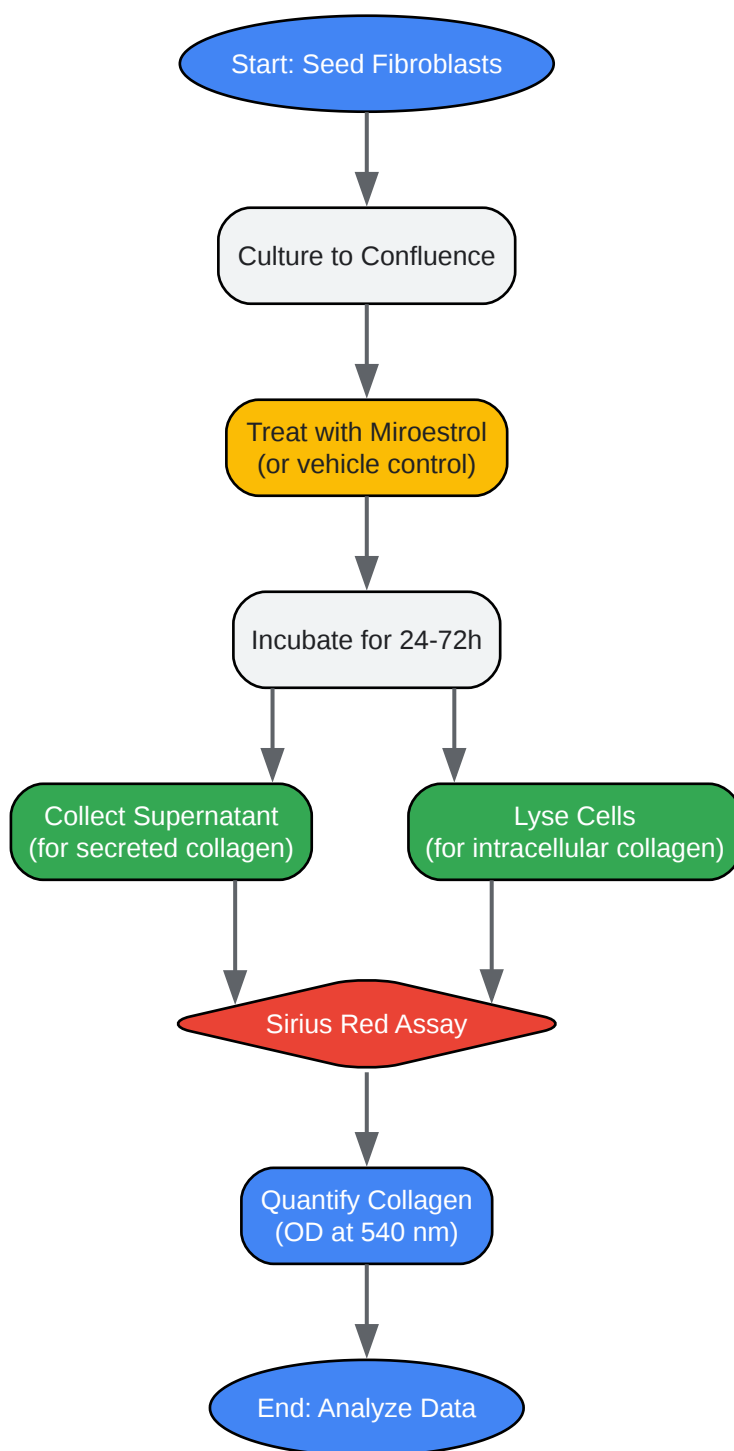 Start: Seed Fibroblasts
Culture to Confluence
Treat with Miroestrol
(or vehicle control)
Incubate for 24-72h
Collect Supernatant
(for secreted collagen)
Lyse Cells
(for intracellular collagen)
Sirius Red Assay
Quantify Collagen
(OD at 540 nm)
End: Analyze Data